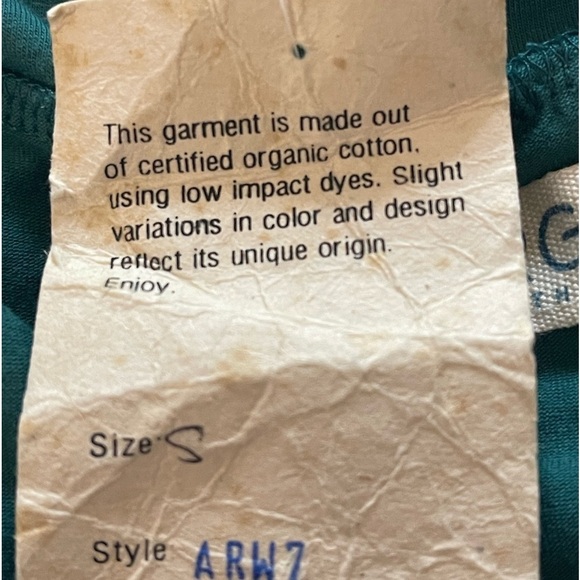 This garment is made out
of certified organic cotton,
using low impact dyes. Slight
variations in color and design
reflect its unique origin.
Enjoy.
Size: S
Style ARW7
G